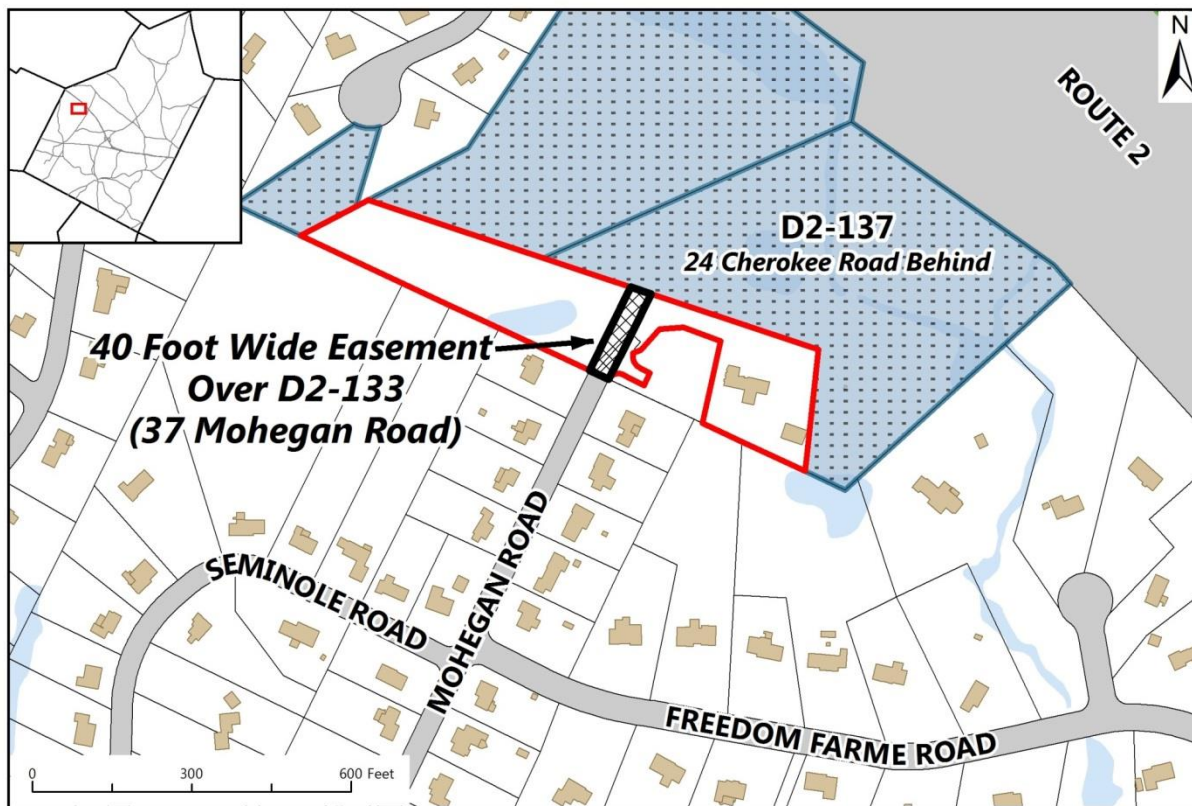 N
ROUTE 2
D2-137
24 Cherokee Road Behind
40 Foot Wide Easement
Over D2-133
(37 Mohegan Road)
SEMINOLE ROAD
MOHEGAN ROAD
FREEDOM FARME ROAD
0 300 600 Feet